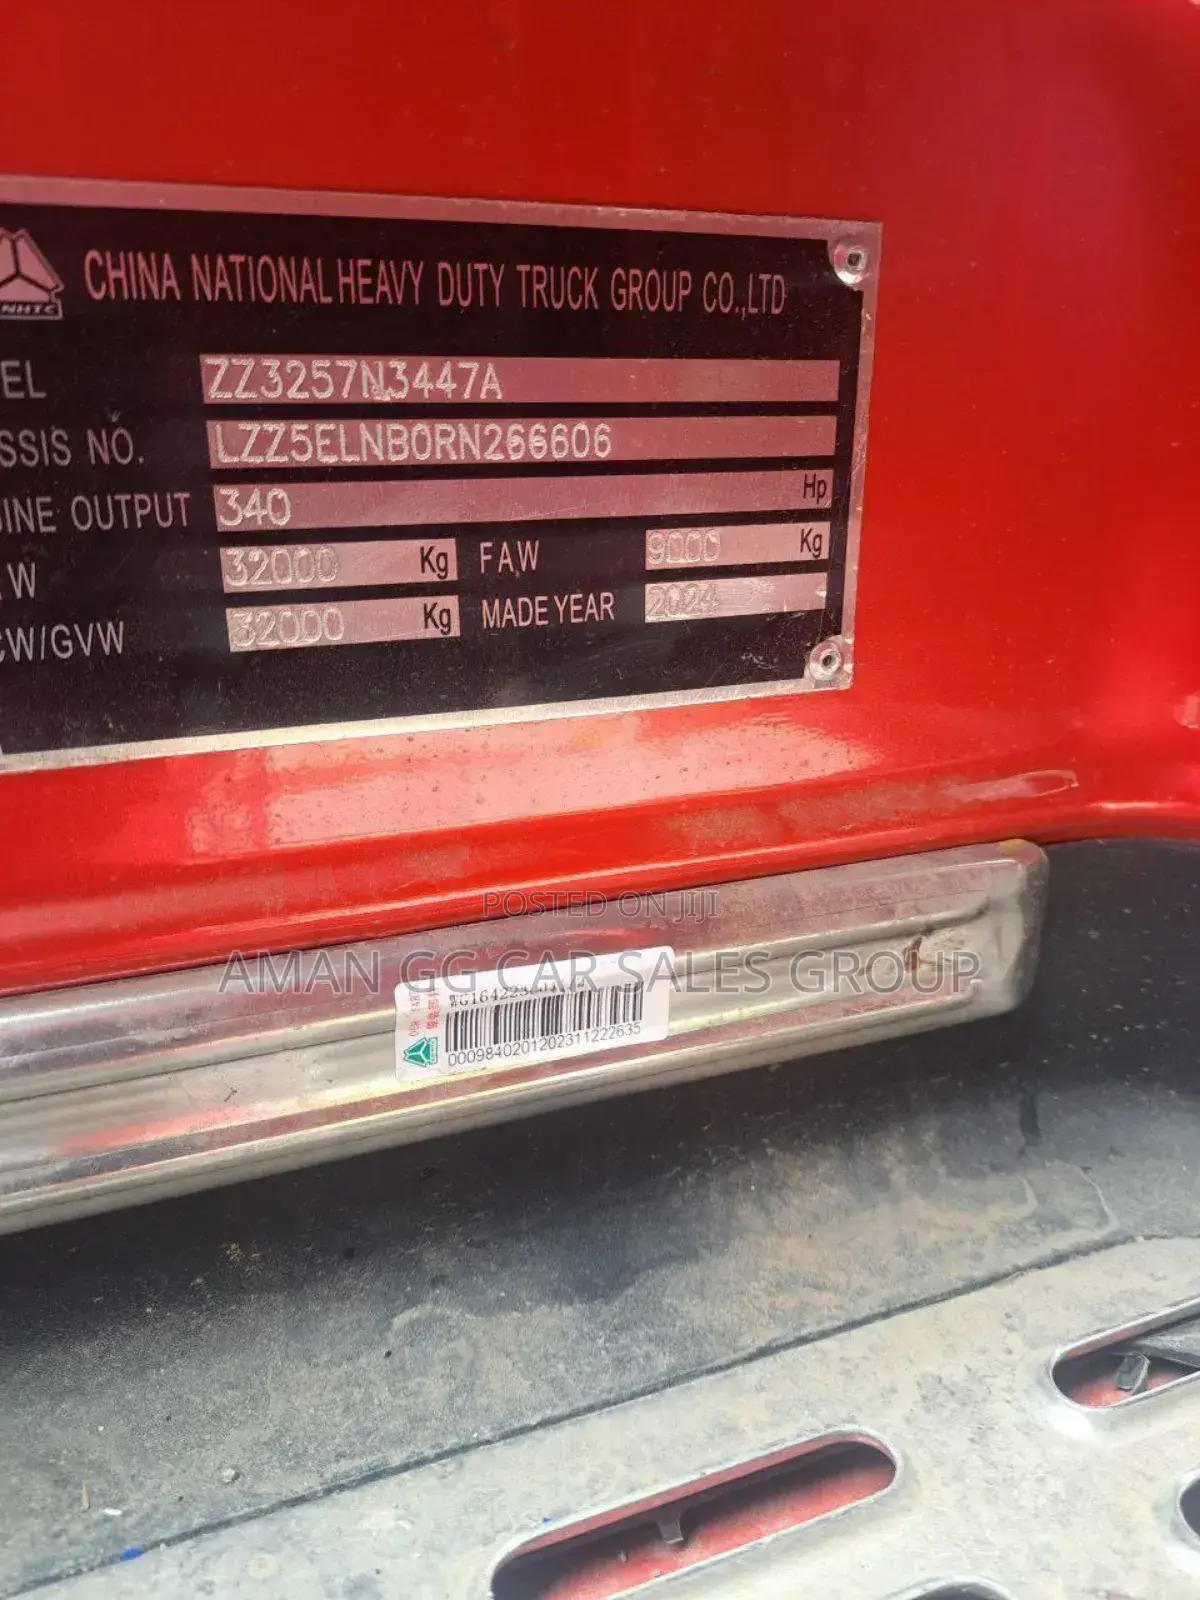 CHINA NATIONAL HEAVY DUTY TRUCK GROUP CO.,LTD
NHTC
EL ZZ3257N3447A
SSIS NO. LZZ5ELNB0RN266606
INE OUTPUT 340 Hp
W 32000 Kg FAW 9000 Kg
CW/GVW 32000 Kg MADE YEAR 2024
POSTED ON JIJI
AMAN GG CAR SALES GROUP
000984020120231122635